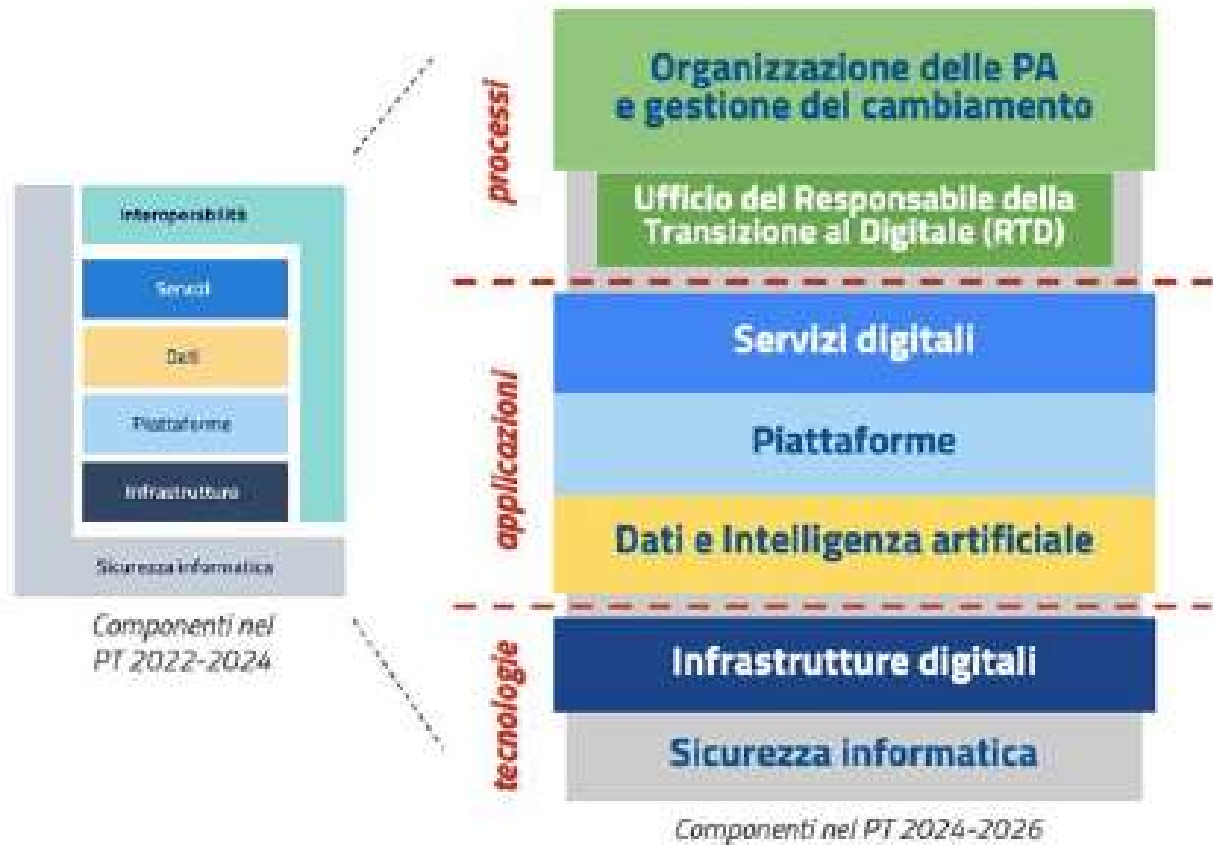 Interoperabilità
Servizi
Dati
Piattaforme
Infrastrutture
Sicurezza informatica
Componenti nel
PT 2022-2024
processi
Organizzazione delle PA
e gestione del cambiamento
Ufficio del Responsabile della
Transizione al Digitale (RTD)
applicazioni
Servizi digitali
Piattaforme
Dati e Intelligenza artificiale
tecnologie
Infrastrutture digitali
Sicurezza informatica
Componenti nel PT 2024-2026